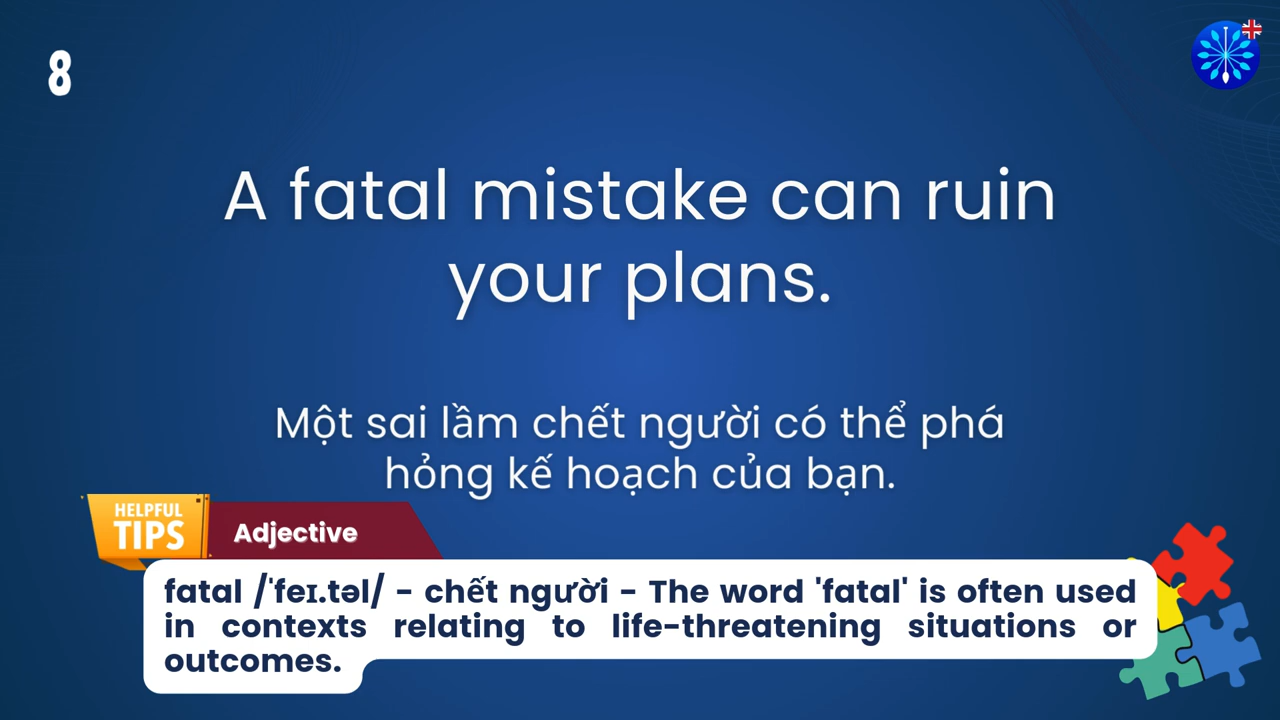 8
A fatal mistake can ruin
your plans.
Một sai lầm chết người có thể phá
hỏng kế hoạch của bạn.
HELPFUL
TIPS
Adjective
fatal /ˈfeɪ.təl/ - chết người - The word 'fatal' is often used
in contexts relating to life-threatening situations or
outcomes.